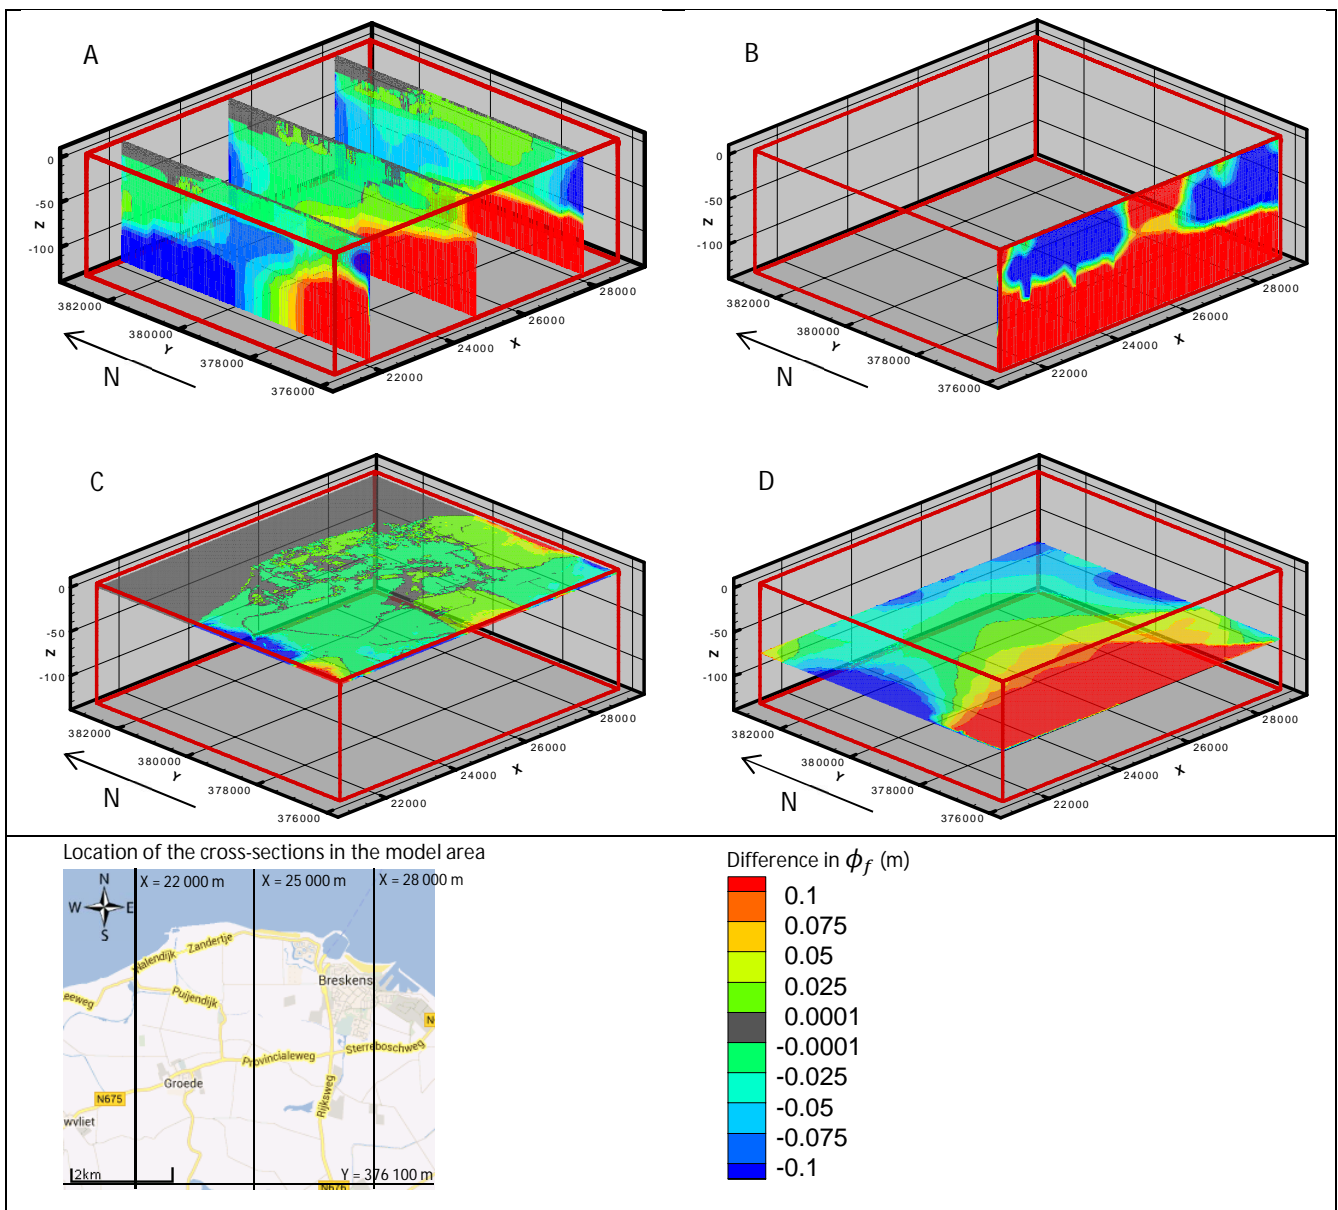 A
0
-50
-100
Z
382000
380000
Y
378000
376000
22000
24000
X
26000
28000
N
B
0
-50
-100
Z
382000
380000
Y
378000
376000
22000
24000
X
26000
28000
N
C
0
-50
-100
Z
382000
380000
Y
378000
376000
22000
24000
X
26000
28000
N
D
0
-50
-100
Z
382000
380000
Y
378000
376000
22000
24000
X
26000
28000
N
Location of the cross-sections in the model area
X = 22 000 m
X = 25 000 m
X = 28 000 m
N
W E
S
Walendijk
Zandertje
Breskens
eeweg
Puijendijk
N
Provincialeweg
Sterreboschweg
Groede
N675
Rijksweg
wvliet
2km
Y = 376 100 m
N676
Difference in ϕf (m)
0.1
0.075
0.05
0.025
0.0001
-0.0001
-0.025
-0.05
-0.075
-0.1